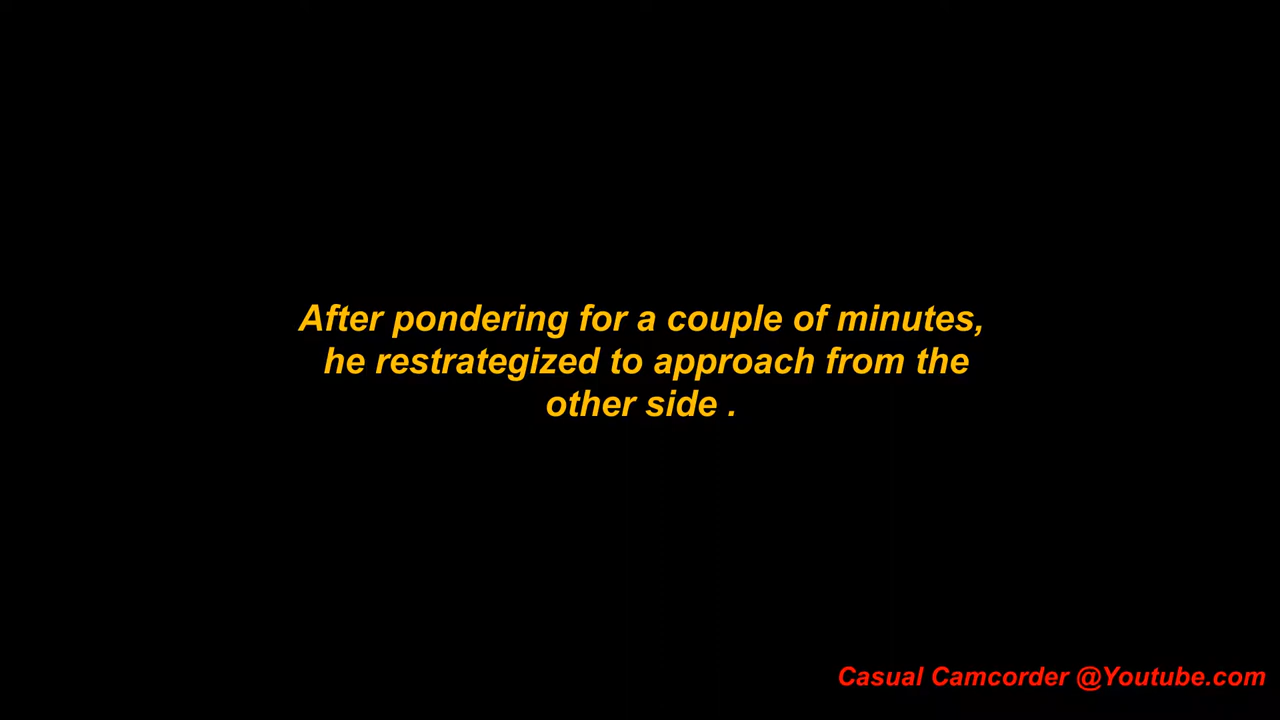 After pondering for a couple of minutes,
he restrategized to approach from the
other side .
Casual Camcorder @Youtube.com